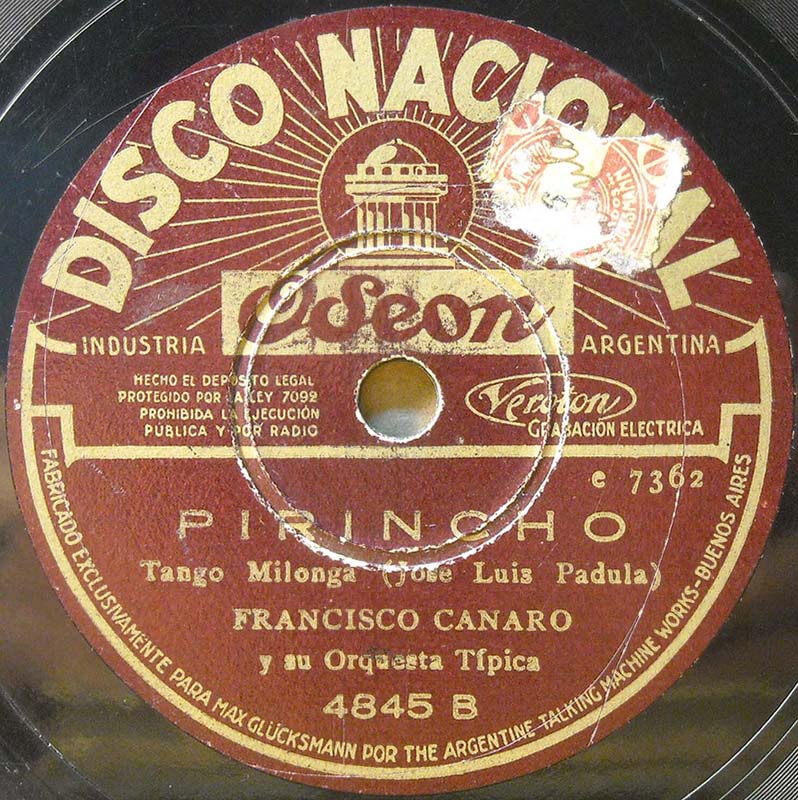 DISCO NACIONAL
Odeon
INDUSTRIA ARGENTINA
HECHO EL DEPOSITO LEGAL
PROTEGIDO POR LA LEY 7092
PROHIBIDA LA EJECUCIÓN
PUBLICA Y POR RADIO
Veroton
GRABACIÓN ELECTRICA
e 7362
PIRINCHO
Tango Milonga (José Luis Padula)
FRANCISCO CANARO
y su Orquesta Típica
4845 B
FABRICADO EXCLUSIVAMENTE PARA MAX GLÜCKSMANN POR THE ARGENTINE TALKING MACHINE WORKS-BUENOS AIRES